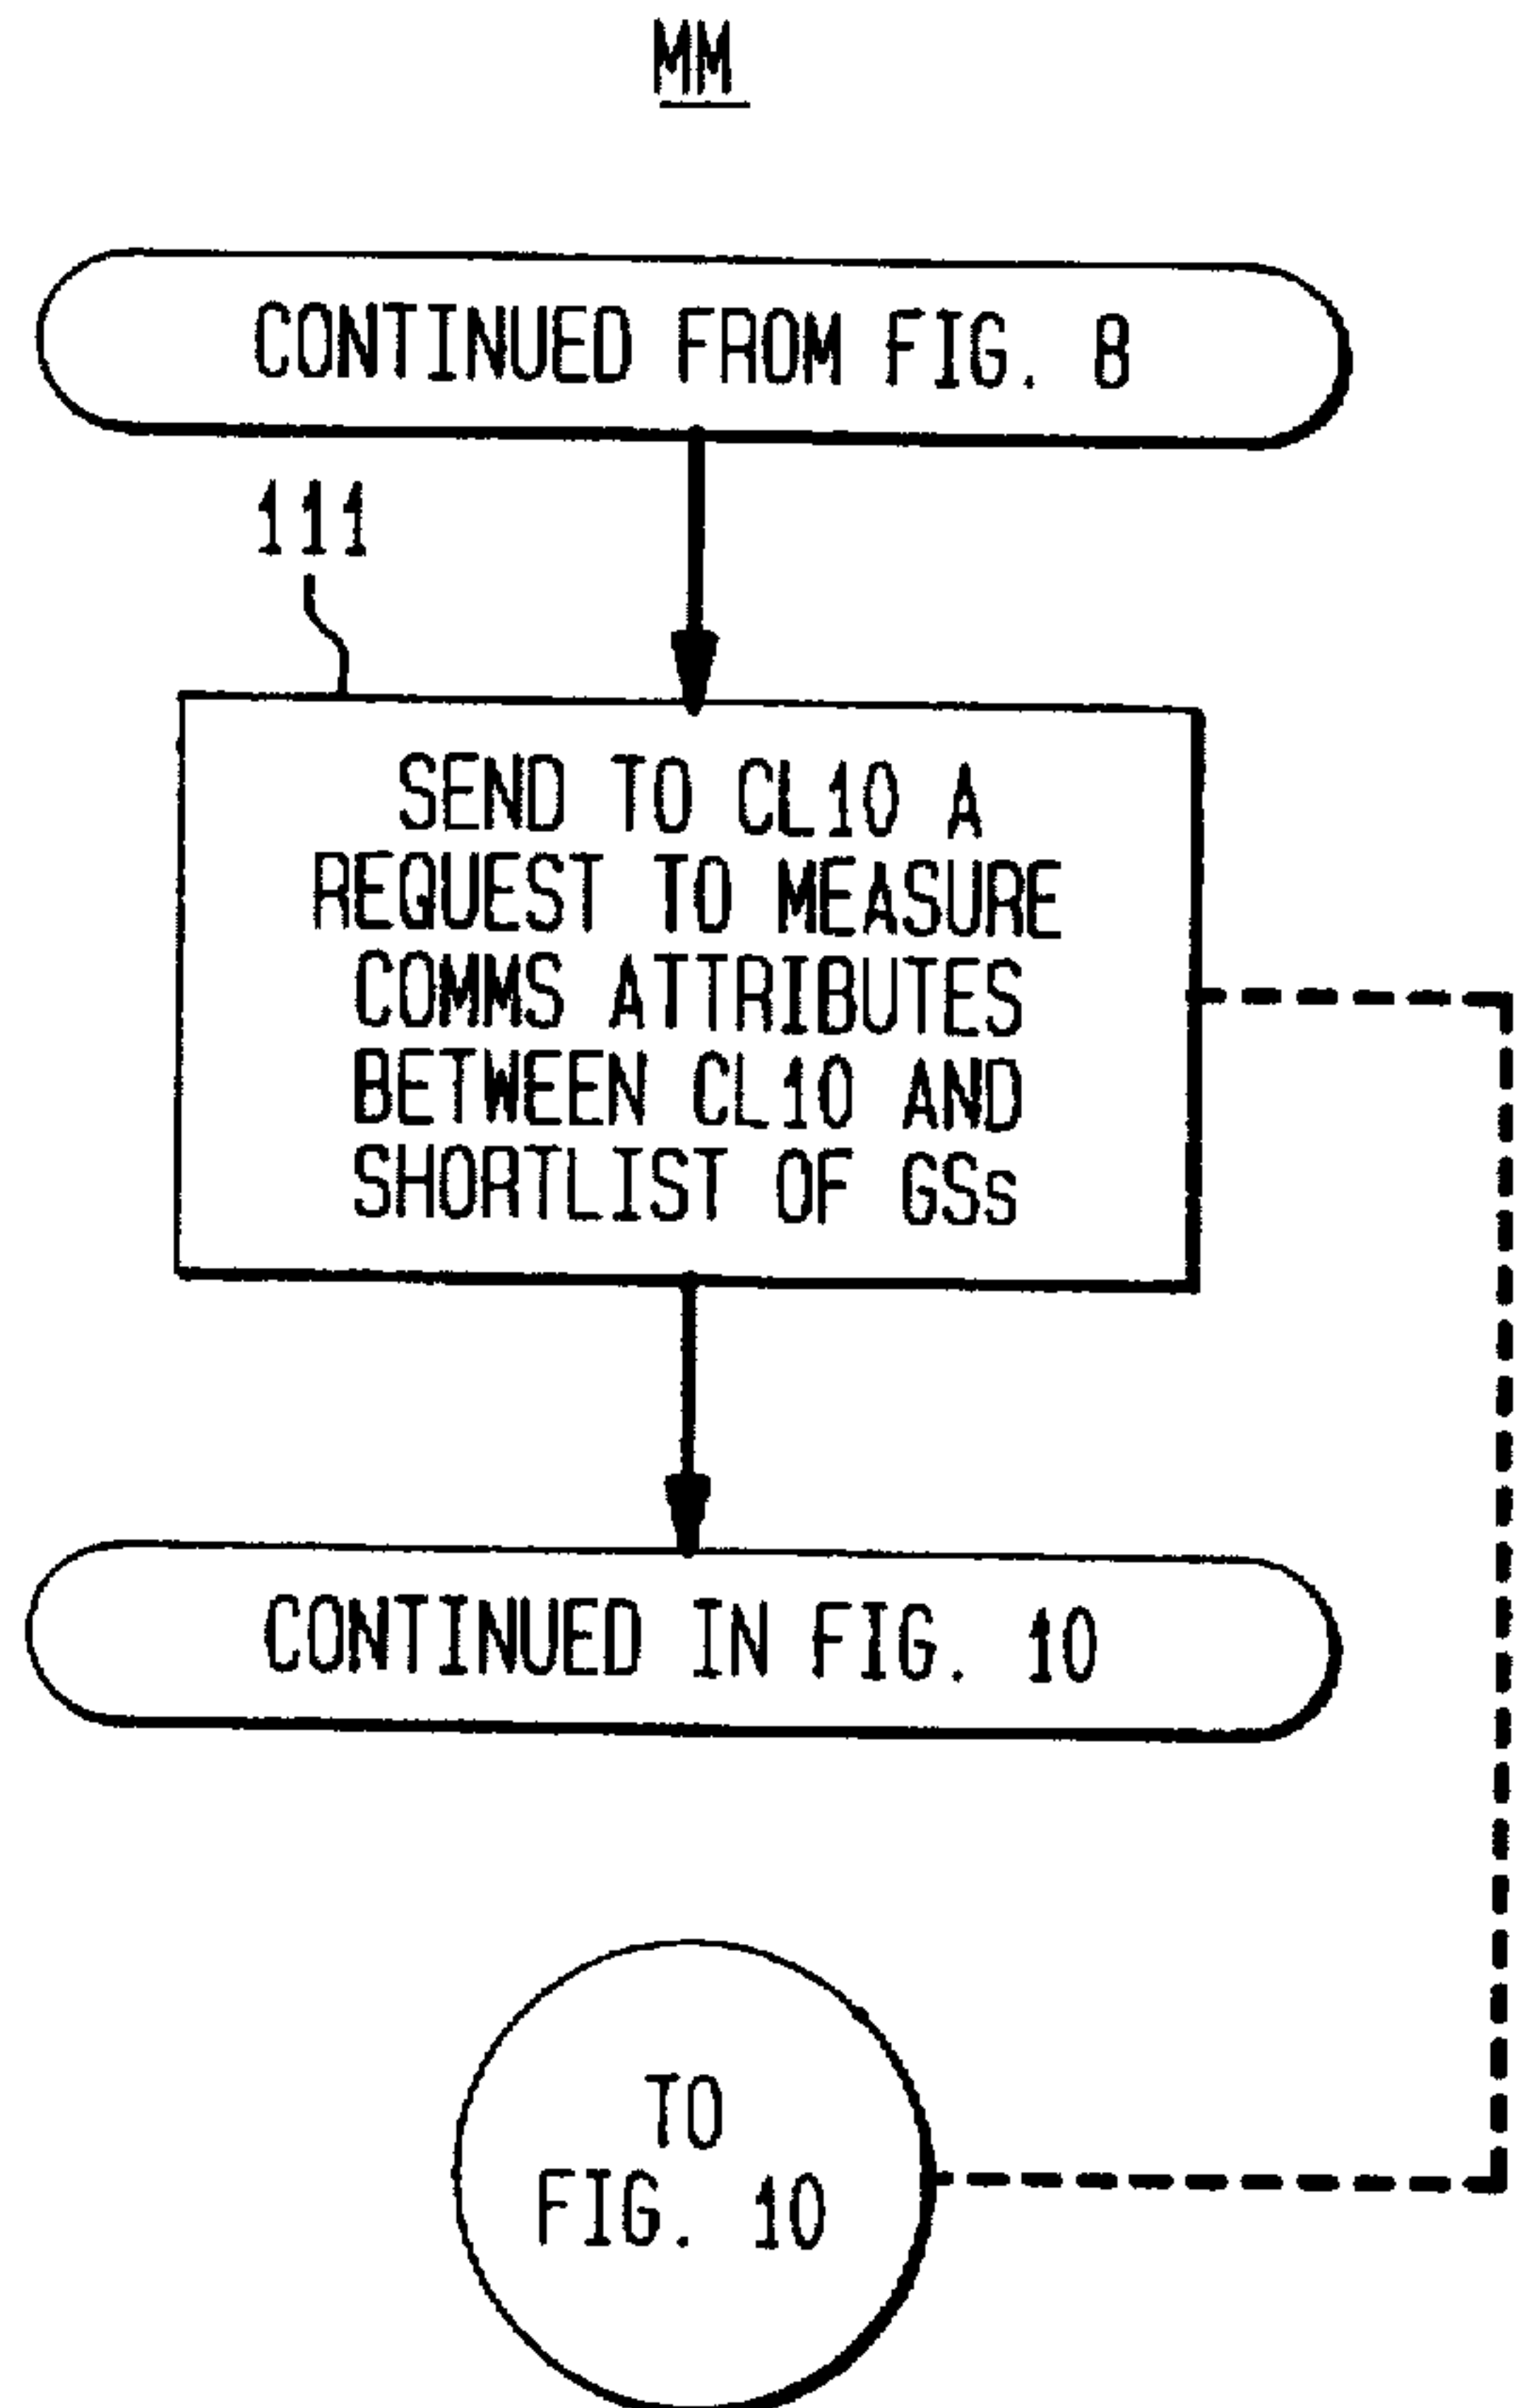 MM
CONTINUED FROM FIG. 8
111
SEND TO CL10 A
REQUEST TO MEASURE
COMMS ATTRIBUTES
BETWEEN CL10 AND
SHORTLIST OF GSs
CONTINUED IN FIG. 10
TO
FIG. 10